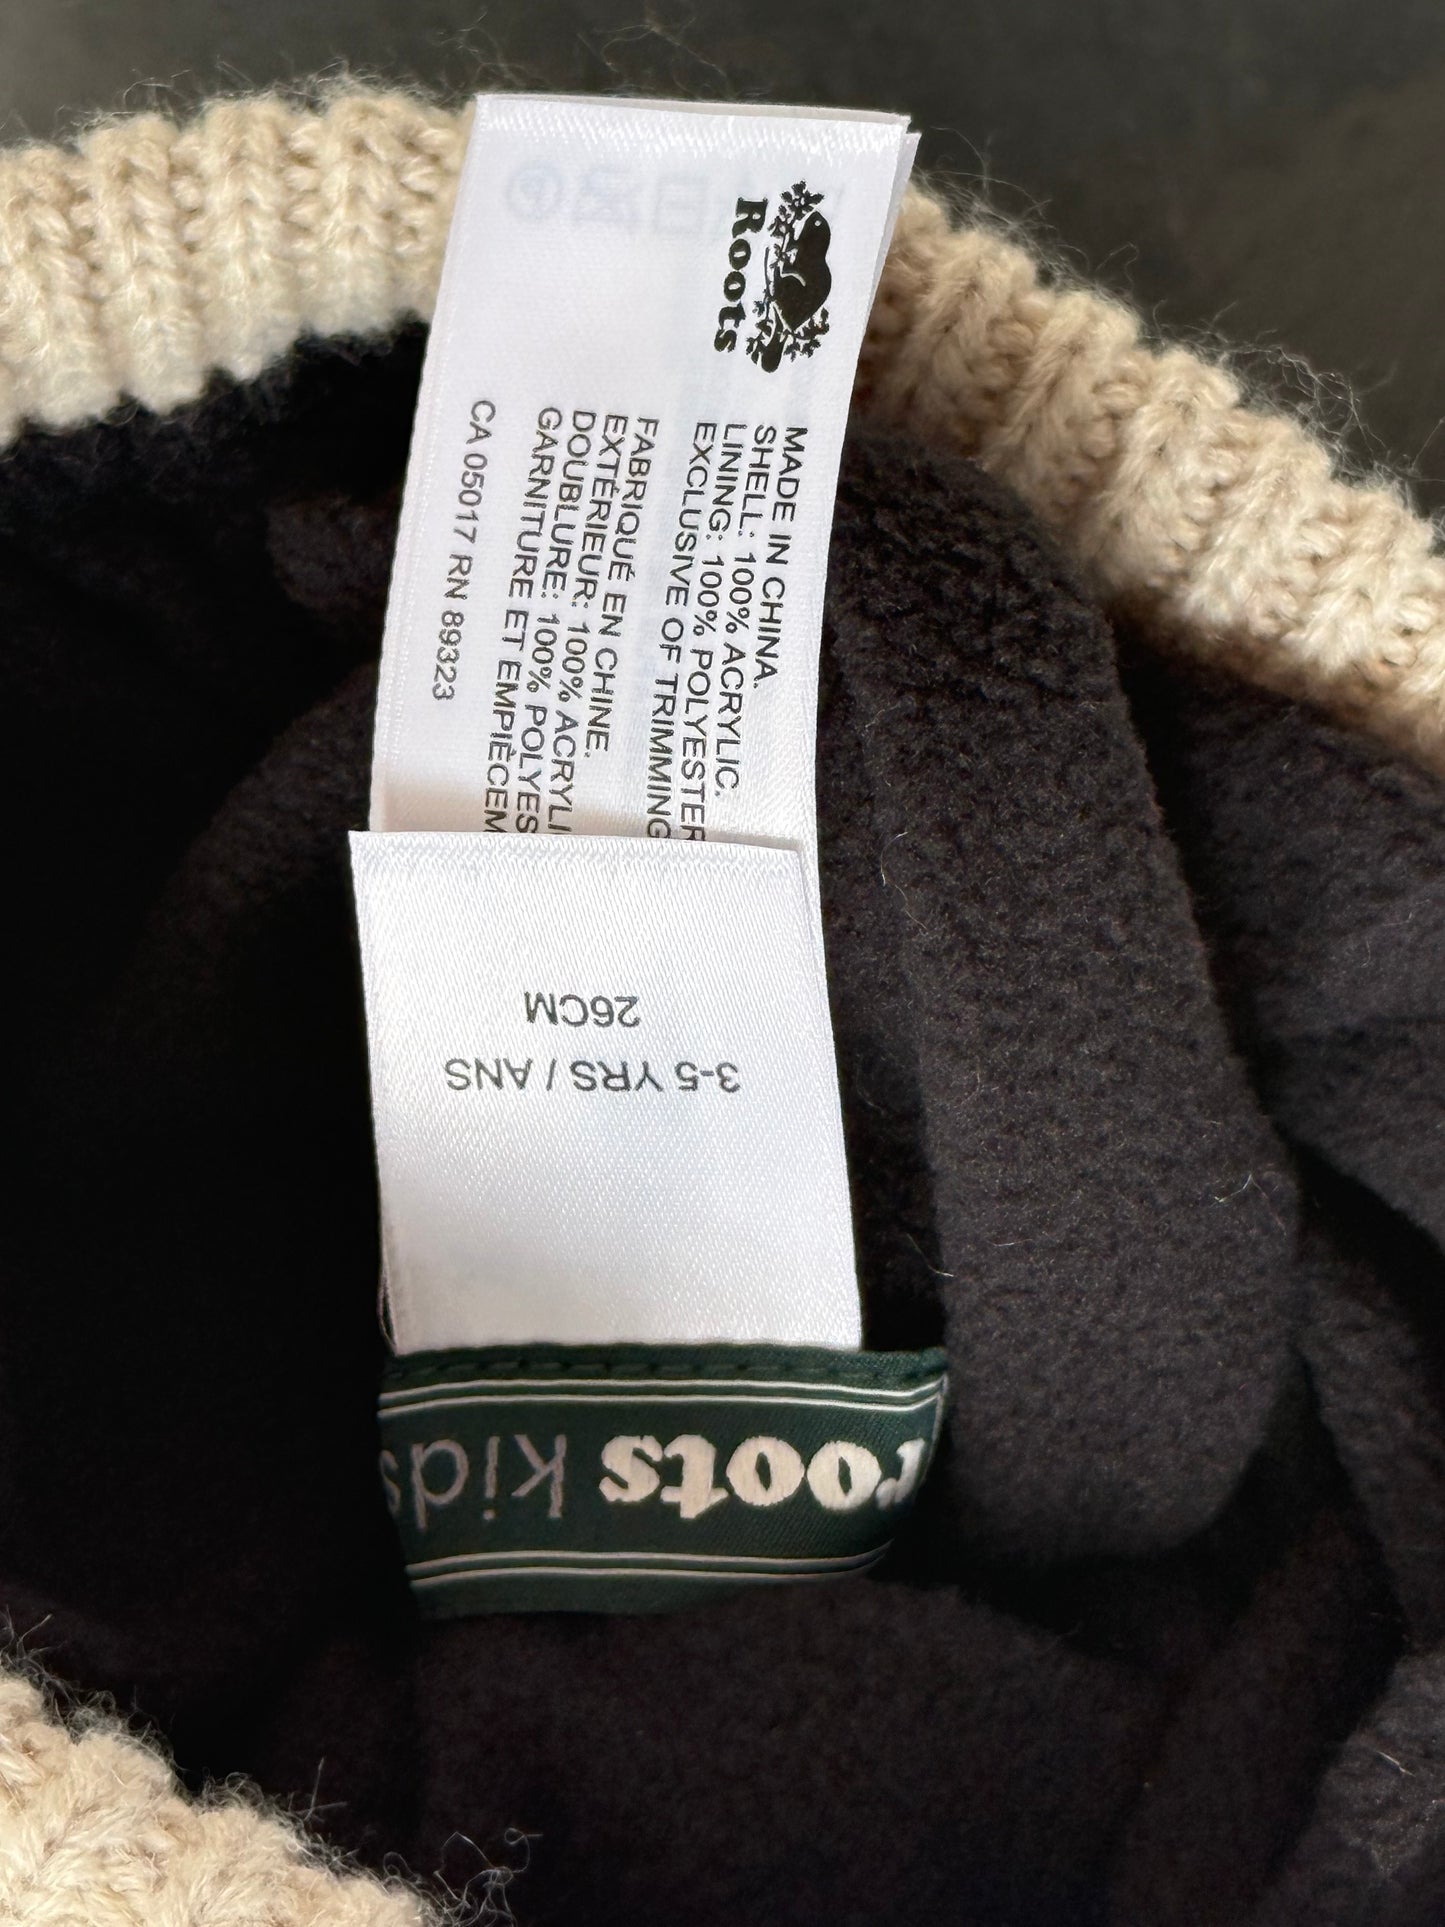 Roots
MADE IN CHINA.
SHELL: 100% ACRYLIC.
LINING: 100% POLYESTER
EXCLUSIVE OF TRIMMING
FABRIQUÉ EN CHINE.
EXTÉRIEUR: 100% ACRYLI
DOUBLURE: 100% POLYES
GARNITURE ET EMPIÈCEM
CA 05017 RN 89323
3-5 YRS / ANS
26CM
roots kids